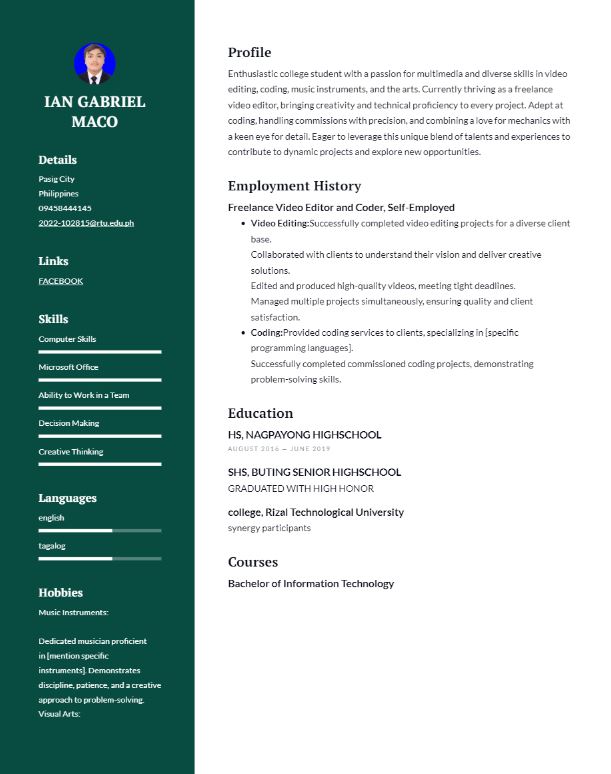 IAN GABRIEL
MACO
Details
Pasig City
Philippines
09458444145
2022-102815@rtu.edu.ph
Links
FACEBOOK
Skills
Computer Skills
Microsoft Office
Ability to Work in a Team
Decision Making
Creative Thinking
Languages
english
tagalog
Hobbies
Music Instruments:
Dedicated musician proficient
in [mention specific
instruments]. Demonstrates
discipline, patience, and a creative
approach to problem-solving.
Visual Arts:
Profile
Enthusiastic college student with a passion for multimedia and diverse skills in video
editing, coding, music instruments, and the arts. Currently thriving as a freelance
video editor, bringing creativity and technical proficiency to every project. Adept at
coding, handling commissions with precision, and combining a love for mechanics with
a keen eye for detail. Eager to leverage this unique blend of talents and experiences to
contribute to dynamic projects and explore new opportunities.
Employment History
Freelance Video Editor and Coder, Self-Employed
• Video Editing:Successfully completed video editing projects for a diverse client
base.
Collaborated with clients to understand their vision and deliver creative
solutions.
Edited and produced high-quality videos, meeting tight deadlines.
Managed multiple projects simultaneously, ensuring quality and client
satisfaction.
• Coding:Provided coding services to clients, specializing in [specific
programming languages].
Successfully completed commissioned coding projects, demonstrating
problem-solving skills.
Education
HS, NAGPAYONG HIGHSCHOOL
AUGUST 2016 — JUNE 2019
SHS, BUTING SENIOR HIGHSCHOOL
GRADUATED WITH HIGH HONOR
college, Rizal Technological University
synergy participants
Courses
Bachelor of Information Technology